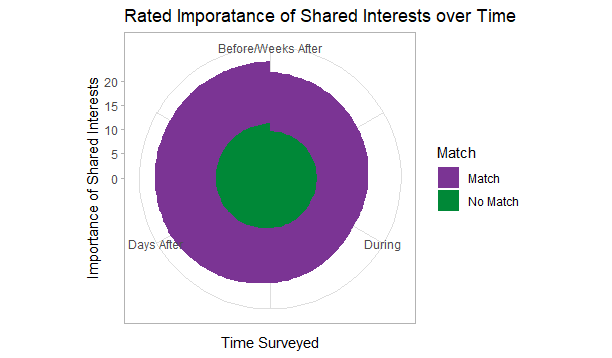 Rated Imporatance of Shared Interests over Time
Before/Weeks After
20
15
10
5
0
Importance of Shared Interests
Days After
During
Time Surveyed
Match
Match
No Match